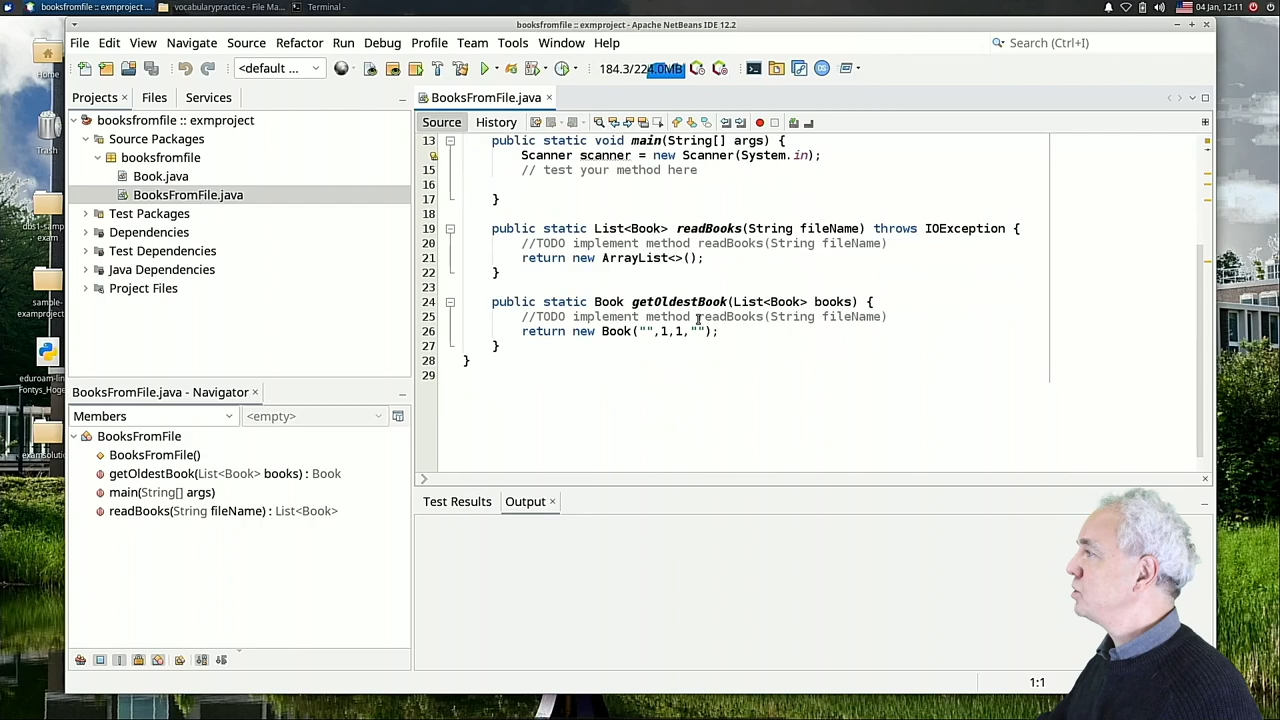 booksfromfile :: exmproject ...
vocabularypractice - File Ma...
Terminal -
04 Jan, 12:11
booksfromfile :: exmproject - Apache NetBeans IDE 12.2
File Edit View Navigate Source Refactor Run Debug Profile Team Tools Window Help
Search (Ctrl+I)
<default ...
184.3/224.0MB
Projects
Files
Services
booksfromfile :: exmproject
Source Packages
booksfromfile
Book.java
BooksFromFile.java
Test Packages
Dependencies
Test Dependencies
Java Dependencies
Project Files
BooksFromFile.java
Source
History
13 public static void main(String[] args) {
Scanner scanner = new Scanner(System.in);
15 // test your method here
16
17 }
18
19 public static List<Book> readBooks(String fileName) throws IOException {
20 //TODO implement method readBooks(String fileName)
21 return new ArrayList<>();
22 }
23
24 public static Book getOldestBook(List<Book> books) {
25 //TODO implement method readBooks(String fileName)
26 return new Book("",1,1,"");
27 }
28 }
29
BooksFromFile.java - Navigator
Members
<empty>
BooksFromFile
BooksFromFile()
getOldestBook(List<Book> books) : Book
main(String[] args)
readBooks(String fileName) : List<Book>
Test Results
Output
1:1
Home
Trash
dbs1-sam
exam
sample-
examproject
eduroam-lin
Fontys_Hoge
examsoluti